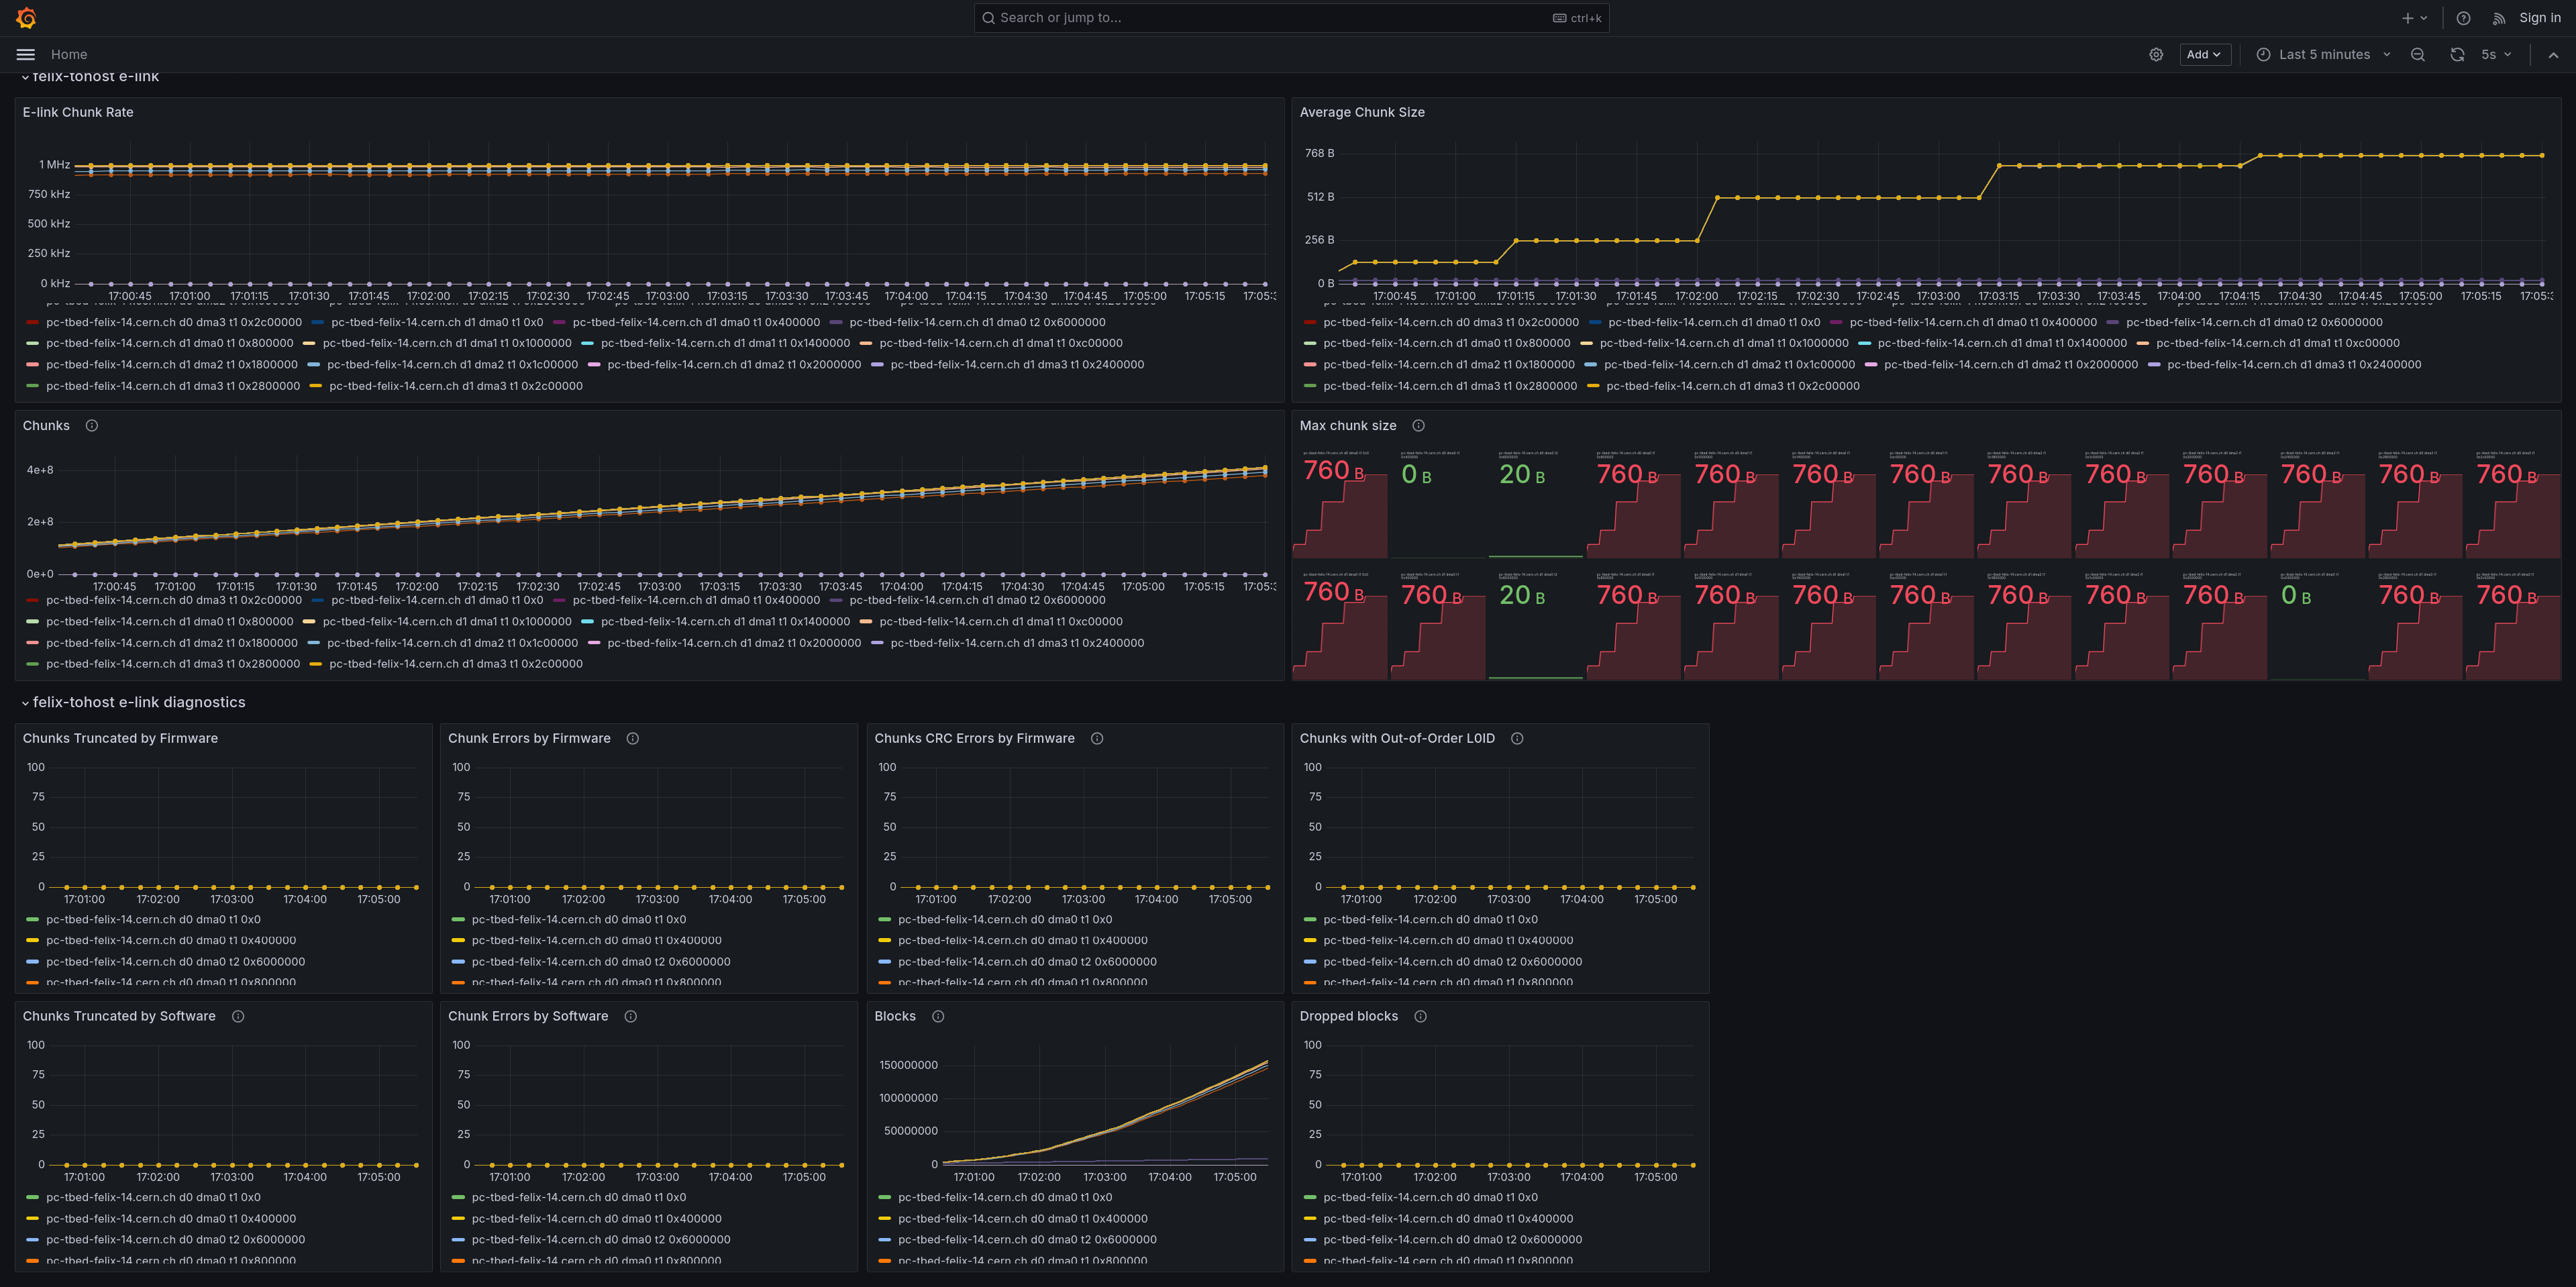 Search or jump to...
ctrl+k
Sign in
Home
Add
Last 5 minutes
5s
felix-tohost e-link
E-link Chunk Rate
1 MHz
750 kHz
500 kHz
250 kHz
0 kHz
17:00:45 17:01:00 17:01:15 17:01:30 17:01:45 17:02:00 17:02:15 17:02:30 17:02:45 17:03:00 17:03:15 17:03:30 17:03:45 17:04:00 17:04:15 17:04:30 17:04:45 17:05:00 17:05:15 17:05:3
pc-tbed-felix-14.cern.ch d0 dma3 t1 0x2c00000 pc-tbed-felix-14.cern.ch d1 dma0 t1 0x0 pc-tbed-felix-14.cern.ch d1 dma0 t1 0x400000 pc-tbed-felix-14.cern.ch d1 dma0 t2 0x6000000
pc-tbed-felix-14.cern.ch d1 dma0 t1 0x800000 pc-tbed-felix-14.cern.ch d1 dma1 t1 0x1000000 pc-tbed-felix-14.cern.ch d1 dma1 t1 0x1400000 pc-tbed-felix-14.cern.ch d1 dma1 t1 0xc00000
pc-tbed-felix-14.cern.ch d1 dma2 t1 0x1800000 pc-tbed-felix-14.cern.ch d1 dma2 t1 0x1c00000 pc-tbed-felix-14.cern.ch d1 dma2 t1 0x2000000 pc-tbed-felix-14.cern.ch d1 dma3 t1 0x2400000
pc-tbed-felix-14.cern.ch d1 dma3 t1 0x2800000 pc-tbed-felix-14.cern.ch d1 dma3 t1 0x2c00000
Average Chunk Size
768 B
512 B
256 B
0 B
17:00:45 17:01:00 17:01:15 17:01:30 17:01:45 17:02:00 17:02:15 17:02:30 17:02:45 17:03:00 17:03:15 17:03:30 17:03:45 17:04:00 17:04:15 17:04:30 17:04:45 17:05:00 17:05:15 17:05:3
pc-tbed-felix-14.cern.ch d0 dma3 t1 0x2c00000 pc-tbed-felix-14.cern.ch d1 dma0 t1 0x0 pc-tbed-felix-14.cern.ch d1 dma0 t1 0x400000 pc-tbed-felix-14.cern.ch d1 dma0 t2 0x6000000
pc-tbed-felix-14.cern.ch d1 dma0 t1 0x800000 pc-tbed-felix-14.cern.ch d1 dma1 t1 0x1000000 pc-tbed-felix-14.cern.ch d1 dma1 t1 0x1400000 pc-tbed-felix-14.cern.ch d1 dma1 t1 0xc00000
pc-tbed-felix-14.cern.ch d1 dma2 t1 0x1800000 pc-tbed-felix-14.cern.ch d1 dma2 t1 0x1c00000 pc-tbed-felix-14.cern.ch d1 dma2 t1 0x2000000 pc-tbed-felix-14.cern.ch d1 dma3 t1 0x2400000
pc-tbed-felix-14.cern.ch d1 dma3 t1 0x2800000 pc-tbed-felix-14.cern.ch d1 dma3 t1 0x2c00000
Chunks
4e+8
2e+8
0e+0
17:00:45 17:01:00 17:01:15 17:01:30 17:01:45 17:02:00 17:02:15 17:02:30 17:02:45 17:03:00 17:03:15 17:03:30 17:03:45 17:04:00 17:04:15 17:04:30 17:04:45 17:05:00 17:05:15 17:05:3
pc-tbed-felix-14.cern.ch d0 dma3 t1 0x2c00000 pc-tbed-felix-14.cern.ch d1 dma0 t1 0x0 pc-tbed-felix-14.cern.ch d1 dma0 t1 0x400000 pc-tbed-felix-14.cern.ch d1 dma0 t2 0x6000000
pc-tbed-felix-14.cern.ch d1 dma0 t1 0x800000 pc-tbed-felix-14.cern.ch d1 dma1 t1 0x1000000 pc-tbed-felix-14.cern.ch d1 dma1 t1 0x1400000 pc-tbed-felix-14.cern.ch d1 dma1 t1 0xc00000
pc-tbed-felix-14.cern.ch d1 dma2 t1 0x1800000 pc-tbed-felix-14.cern.ch d1 dma2 t1 0x1c00000 pc-tbed-felix-14.cern.ch d1 dma2 t1 0x2000000 pc-tbed-felix-14.cern.ch d1 dma3 t1 0x2400000
pc-tbed-felix-14.cern.ch d1 dma3 t1 0x2800000 pc-tbed-felix-14.cern.ch d1 dma3 t1 0x2c00000
Max chunk size
760 B 0 B 20 B 760 B 760 B 760 B 760 B 760 B 760 B 760 B 760 B 760 B 760 B
760 B 760 B 20 B 760 B 760 B 760 B 760 B 760 B 760 B 760 B 0 B 760 B 760 B
felix-tohost e-link diagnostics
Chunks Truncated by Firmware
100
75
50
25
0
17:01:00 17:02:00 17:03:00 17:04:00 17:05:00
pc-tbed-felix-14.cern.ch d0 dma0 t1 0x0
pc-tbed-felix-14.cern.ch d0 dma0 t1 0x400000
pc-tbed-felix-14.cern.ch d0 dma0 t2 0x6000000
pc-tbed-felix-14.cern.ch d0 dma0 t1 0x800000
Chunk Errors by Firmware
100
75
50
25
0
17:01:00 17:02:00 17:03:00 17:04:00 17:05:00
pc-tbed-felix-14.cern.ch d0 dma0 t1 0x0
pc-tbed-felix-14.cern.ch d0 dma0 t1 0x400000
pc-tbed-felix-14.cern.ch d0 dma0 t2 0x6000000
pc-tbed-felix-14.cern.ch d0 dma0 t1 0x800000
Chunks CRC Errors by Firmware
100
75
50
25
0
17:01:00 17:02:00 17:03:00 17:04:00 17:05:00
pc-tbed-felix-14.cern.ch d0 dma0 t1 0x0
pc-tbed-felix-14.cern.ch d0 dma0 t1 0x400000
pc-tbed-felix-14.cern.ch d0 dma0 t2 0x6000000
pc-tbed-felix-14.cern.ch d0 dma0 t1 0x800000
Chunks with Out-of-Order L0ID
100
75
50
25
0
17:01:00 17:02:00 17:03:00 17:04:00 17:05:00
pc-tbed-felix-14.cern.ch d0 dma0 t1 0x0
pc-tbed-felix-14.cern.ch d0 dma0 t1 0x400000
pc-tbed-felix-14.cern.ch d0 dma0 t2 0x6000000
pc-tbed-felix-14.cern.ch d0 dma0 t1 0x800000
Chunks Truncated by Software
100
75
50
25
0
17:01:00 17:02:00 17:03:00 17:04:00 17:05:00
pc-tbed-felix-14.cern.ch d0 dma0 t1 0x0
pc-tbed-felix-14.cern.ch d0 dma0 t1 0x400000
pc-tbed-felix-14.cern.ch d0 dma0 t2 0x6000000
pc-tbed-felix-14.cern.ch d0 dma0 t1 0x800000
Chunk Errors by Software
100
75
50
25
0
17:01:00 17:02:00 17:03:00 17:04:00 17:05:00
pc-tbed-felix-14.cern.ch d0 dma0 t1 0x0
pc-tbed-felix-14.cern.ch d0 dma0 t1 0x400000
pc-tbed-felix-14.cern.ch d0 dma0 t2 0x6000000
pc-tbed-felix-14.cern.ch d0 dma0 t1 0x800000
Blocks
150000000
100000000
50000000
0
17:01:00 17:02:00 17:03:00 17:04:00 17:05:00
pc-tbed-felix-14.cern.ch d0 dma0 t1 0x0
pc-tbed-felix-14.cern.ch d0 dma0 t1 0x400000
pc-tbed-felix-14.cern.ch d0 dma0 t2 0x6000000
pc-tbed-felix-14.cern.ch d0 dma0 t1 0x800000
Dropped blocks
100
75
50
25
0
17:01:00 17:02:00 17:03:00 17:04:00 17:05:00
pc-tbed-felix-14.cern.ch d0 dma0 t1 0x0
pc-tbed-felix-14.cern.ch d0 dma0 t1 0x400000
pc-tbed-felix-14.cern.ch d0 dma0 t2 0x6000000
pc-tbed-felix-14.cern.ch d0 dma0 t1 0x800000